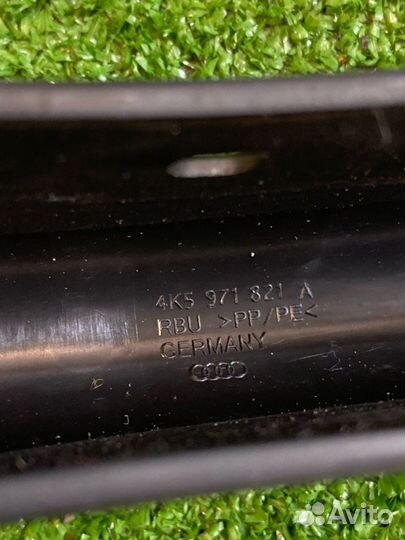 4K5 971 821 A
RBU >PP/PE<
GERMANY
Avito